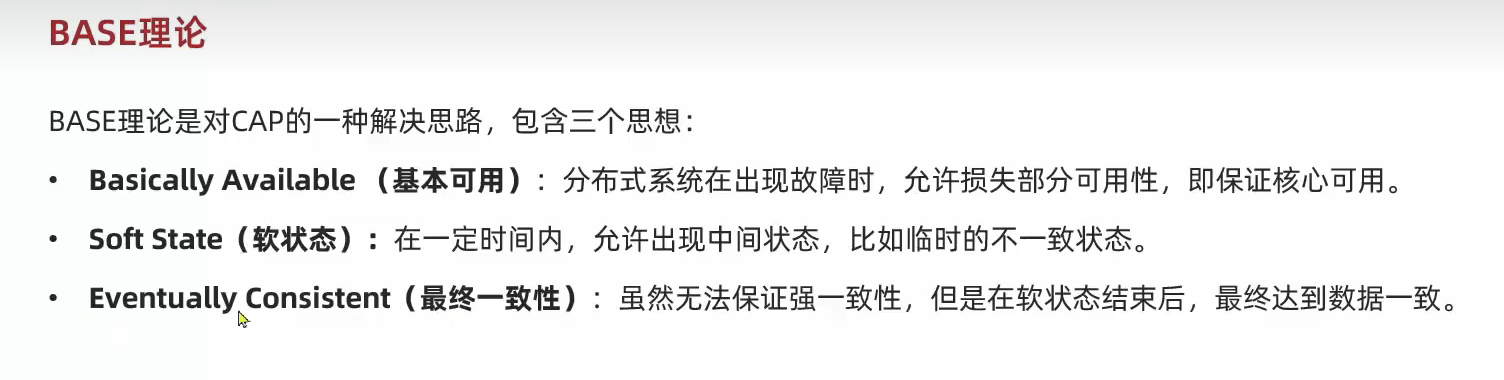 BASE理论
BASE理论是对CAP的一种解决思路，包含三个思想：
• Basically Available （基本可用）：分布式系统在出现故障时，允许损失部分可用性，即保证核心可用。
• Soft State（软状态）：在一定时间内，允许出现中间状态，比如临时的不一致状态。
• Eventually Consistent（最终一致性）：虽然无法保证强一致性，但是在软状态结束后，最终达到数据一致。